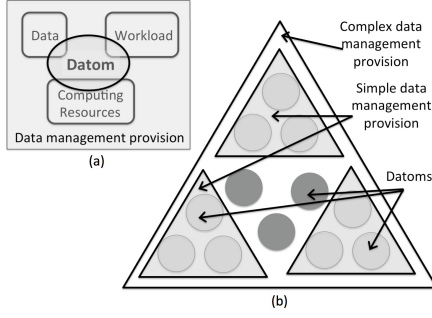 Data
Workload
Datom
Computing
Resources
Data management provision
(a)
Complex data
management
provision
Simple data
management
provision
Datoms
(b)